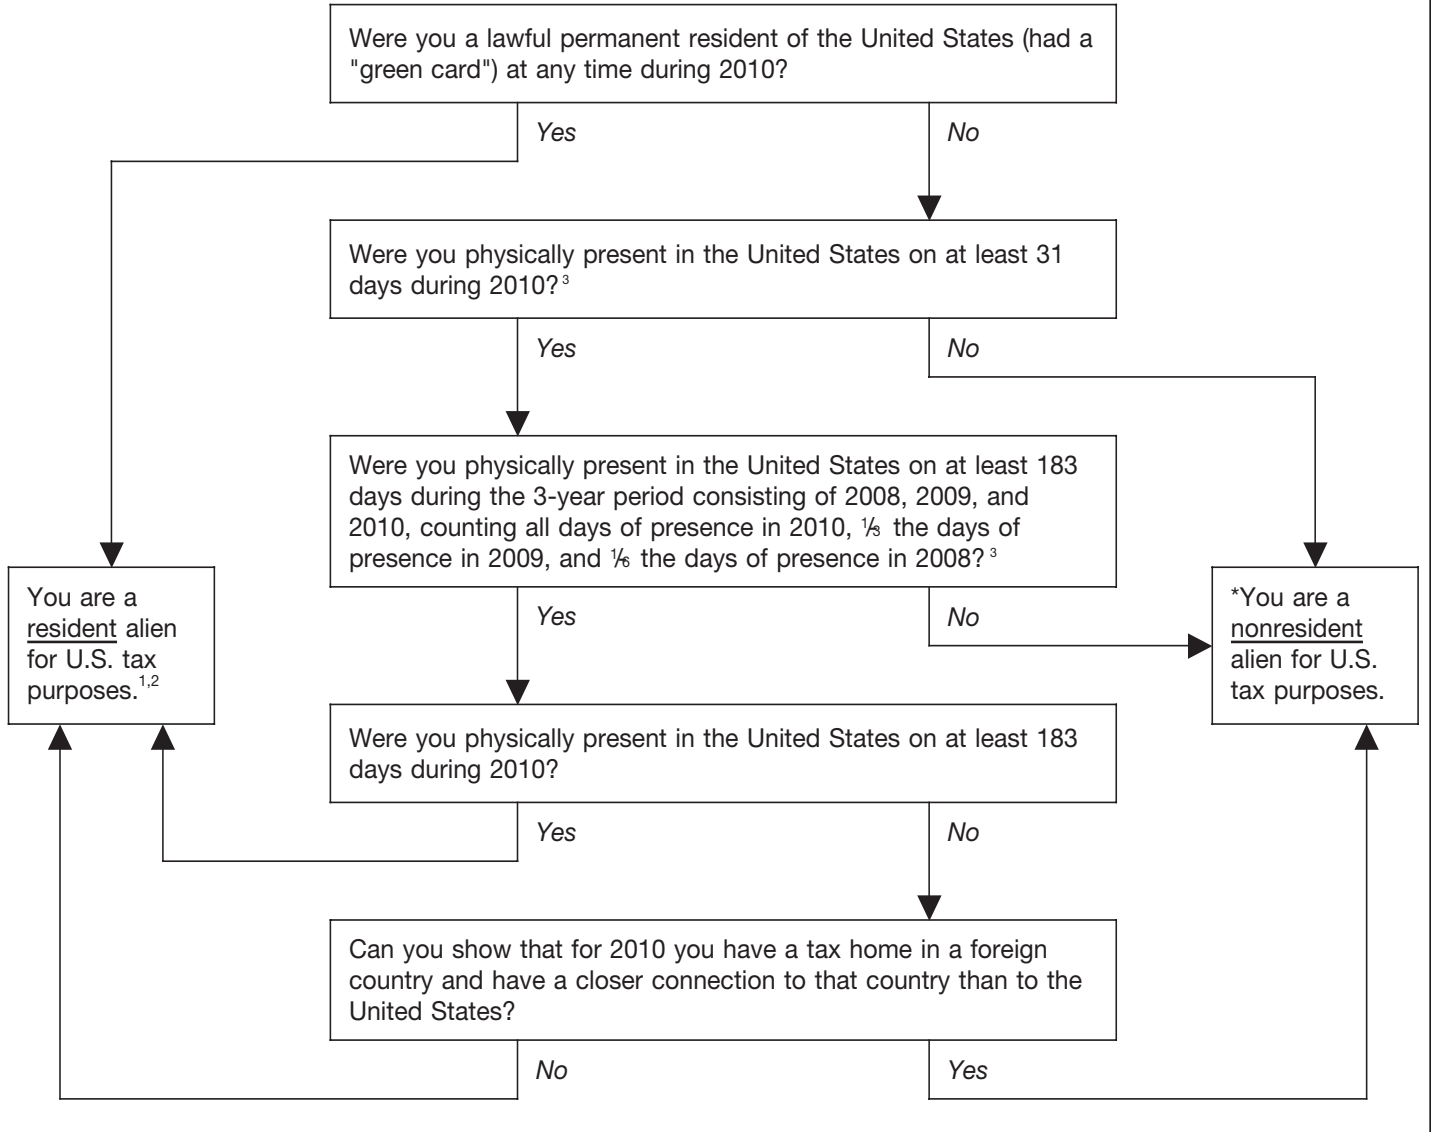 Were you a lawful permanent resident of the United States (had a
"green card") at any time during 2010?
Yes
No
Were you physically present in the United States on at least 31
days during 2010?³
Yes
No
Were you physically present in the United States on at least 183
days during the 3-year period consisting of 2008, 2009, and
2010, counting all days of presence in 2010, ⅓ the days of
presence in 2009, and ⅙ the days of presence in 2008?³
Yes
No
You are a
resident alien
for U.S. tax
purposes.¹,²
*You are a
nonresident
alien for U.S.
tax purposes.
Were you physically present in the United States on at least 183
days during 2010?
Yes
No
Can you show that for 2010 you have a tax home in a foreign
country and have a closer connection to that country than to the
United States?
No
Yes